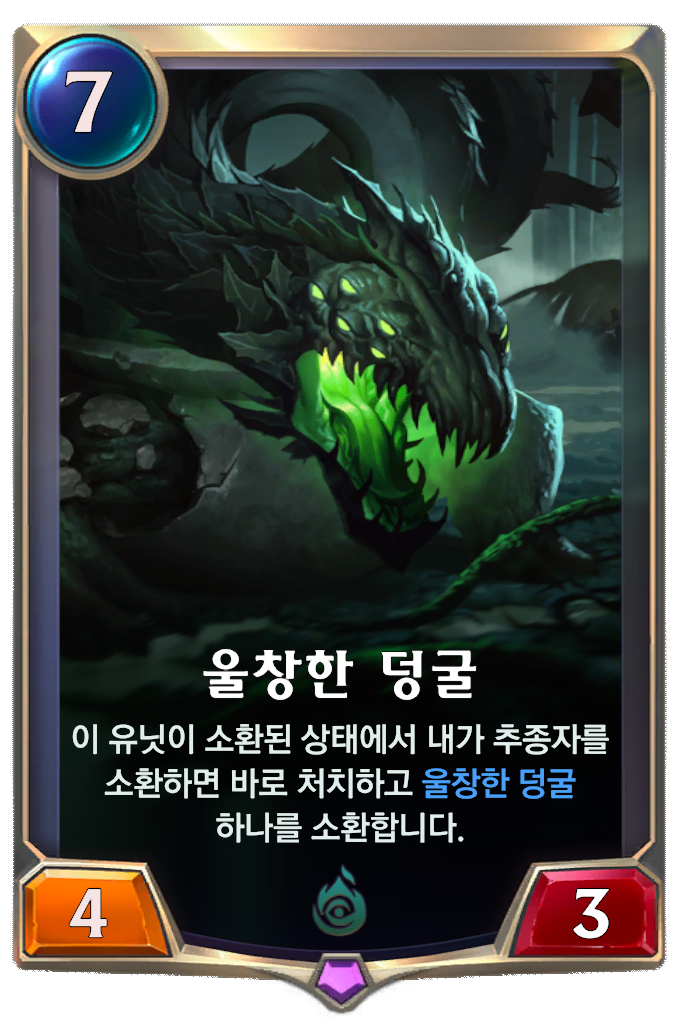 7
울창한 덩굴
이 유닛이 소환된 상태에서 내가 추종자를
소환하면 바로 처치하고 울창한 덩굴
하나를 소환합니다.
4
3